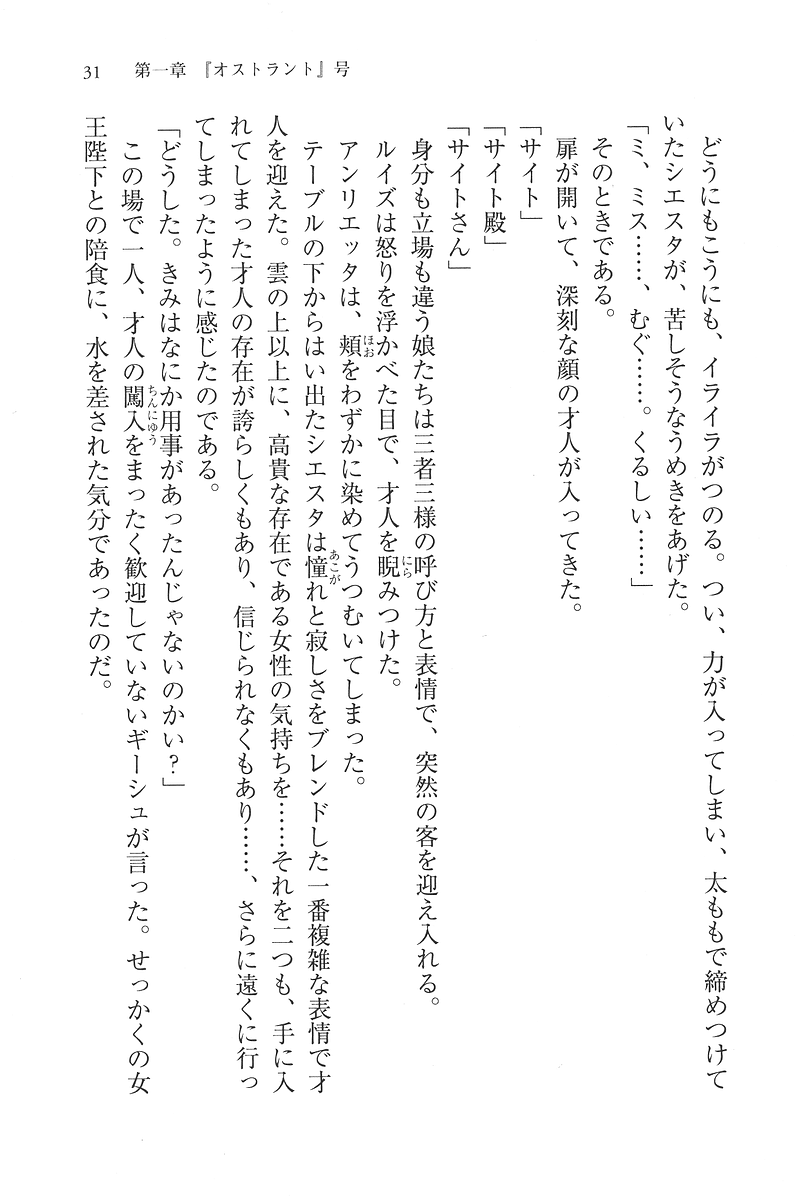 31　第一章　『オストラント』号
どうにもこうにも、イライラがつのる。つい、力が入ってしまい、太ももで締めつけて
いたシエスタが、苦しそうなうめきをあげた。
「ミ、ミス……、むぐ……。くるしい……」
そのときである。
扉が開いて、深刻な顔の才人が入ってきた。
「サイト」
「サイト殿」
「サイトさん」
身分も立場も違う娘たちは三者三様の呼び方と表情で、突然の客を迎え入れる。
ルイズは怒りを浮かべた目で、才人を睨みつけた。
アンリエッタは、頬をわずかに染めてうつむいてしまった。
テーブルの下からはい出たシエスタは憧れと寂しさをブレンドした一番複雑な表情で才
人を迎えた。雲の上以上に、高貴な存在である女性の気持ちを……それを二つも、手に入
れてしまった才人の存在が誇らしくもあり、信じられなくもあり……、さらに遠くに行っ
てしまったように感じたのである。
「どうした。きみはなにか用事があったんじゃないのかい？」
この場で一人、才人の闖入をまったく歓迎していないギーシュが言った。せっかくの女
王陛下との陪食に、水を差された気分であったのだ。